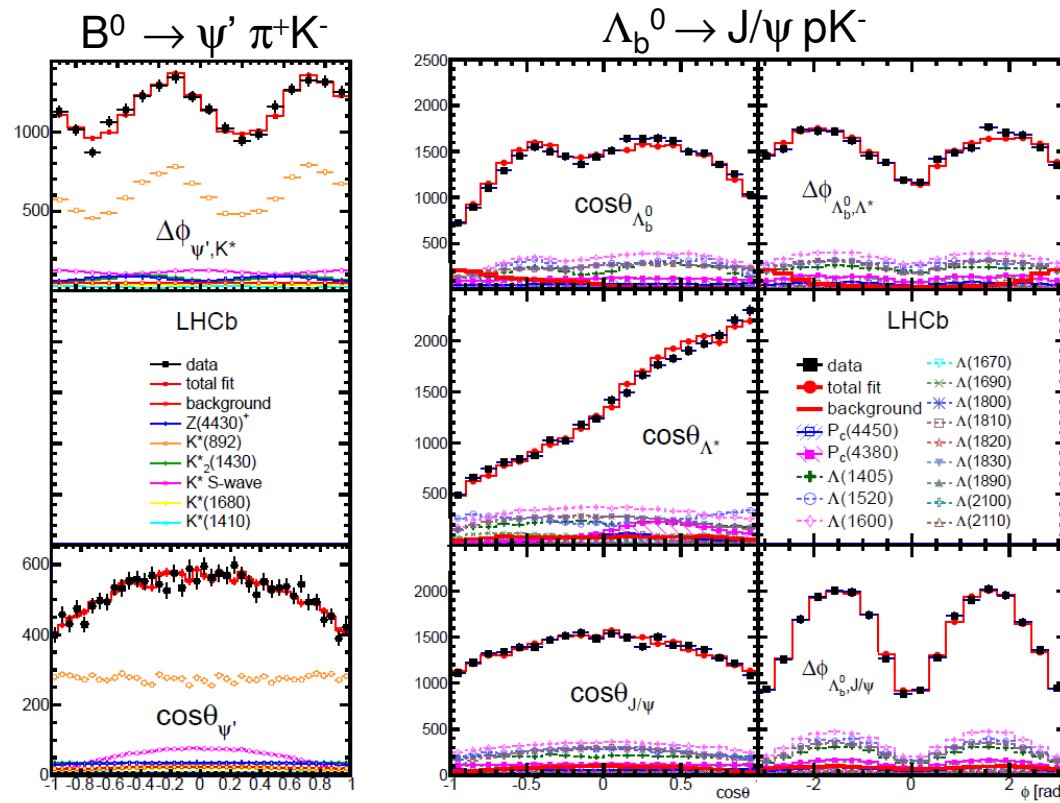 B⁰ → ψ' π⁺K⁻
1000
500
Δϕψ',K*
LHCb
data
total fit
background
Z(4430)⁺
K*(892)
K*₂(1430)
K* S-wave
K*(1680)
K*(1410)
600
400
200
0
cosθψ'
-1 -0.8 -0.6 -0.4 -0.2 0 0.2 0.4 0.6 0.8 1
Λb⁰ → J/ψ pK⁻
2500
2000
1500
1000
500
cosθΛb⁰
Δϕ Λb⁰,Λ*
2000
1500
1000
500
cosθΛ*
LHCb
data
total fit
background
Pc(4450)
Pc(4380)
Λ(1405)
Λ(1520)
Λ(1600)
Λ(1670)
Λ(1690)
Λ(1800)
Λ(1810)
Λ(1820)
Λ(1830)
Λ(1890)
Λ(2100)
Λ(2110)
2000
1500
1000
500
0
cosθJ/ψ
Δϕ Λb⁰,J/ψ
-1 -0.5 0 0.5 -2 0 2
cosθ ϕ [rad